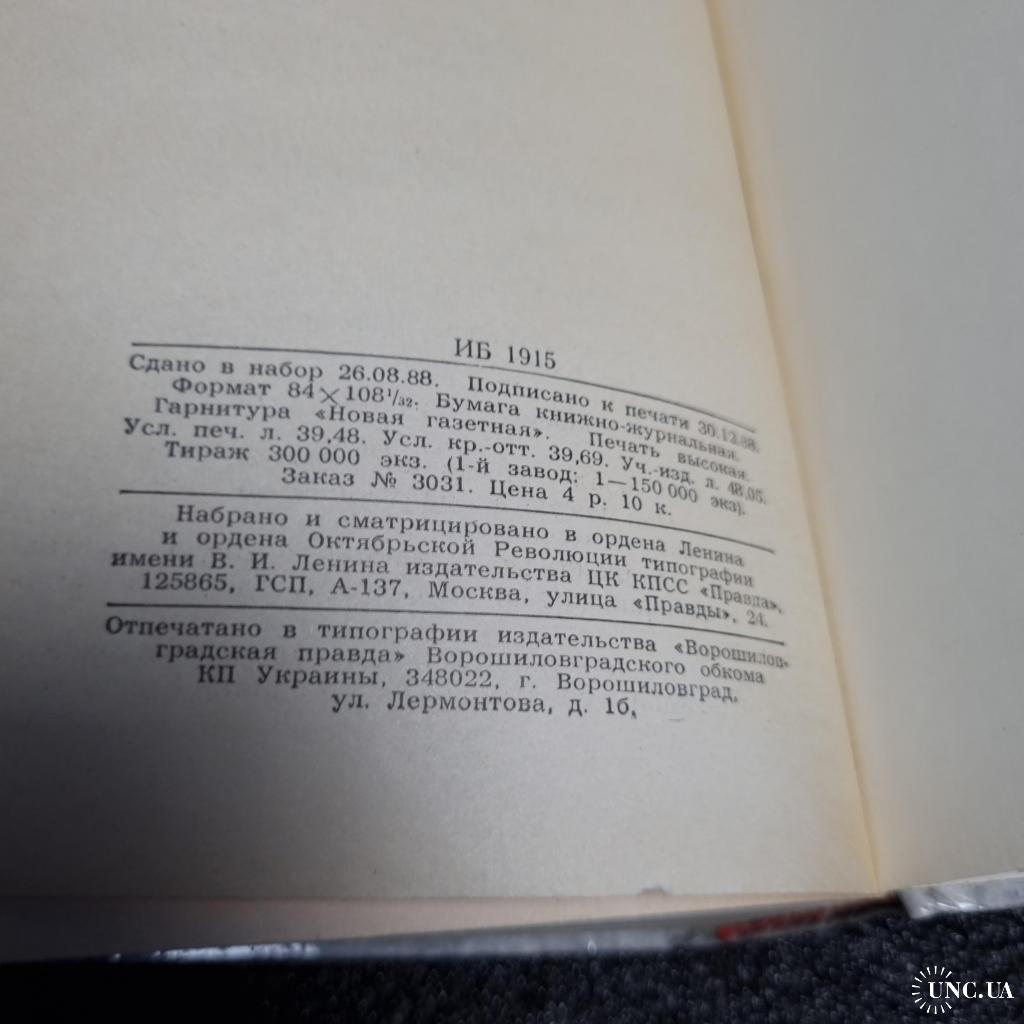 ИБ 1915
Сдано в набор 26.08.88. Подписано к печати 30.12.88.
Формат 84×108¹/₃₂. Бумага книжно-журнальная.
Гарнитура «Новая газетная». Печать высокая.
Усл. печ. л. 39,48. Усл. кр.-отт. 39,69. Уч.-изд. л. 48,05.
Тираж 300 000 экз. (1-й завод: 1—150 000 экз).
Заказ № 3031. Цена 4 р. 10 к.
Набрано и сматрицировано в ордена Ленина
и ордена Октябрьской Революции типографии
имени В. И. Ленина издательства ЦК КПСС «Правда»,
125865, ГСП, А-137, Москва, улица «Правды», 24.
Отпечатано в типографии издательства «Ворошилов-
градская правда» Ворошиловградского обкома
КП Украины, 348022, г. Ворошиловград,
ул. Лермонтова, д. 1б,
UNC.UA